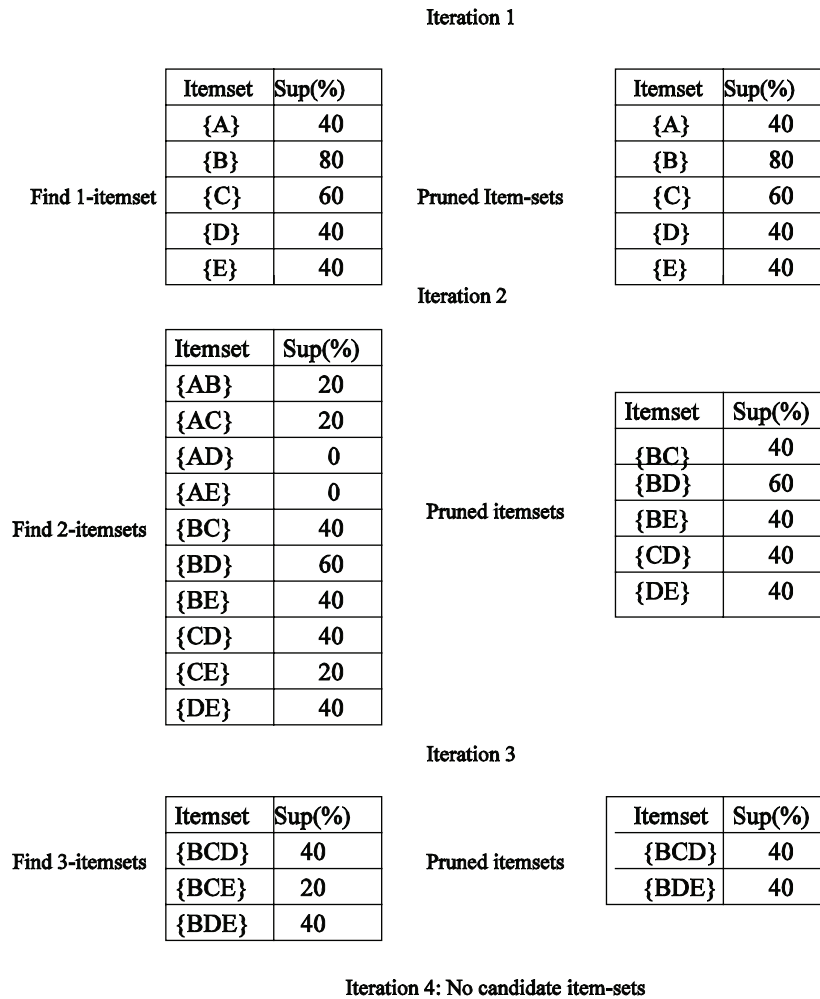 Iteration 1
Itemset Sup(%) Itemset Sup(%)
{A} 40 {A} 40
{B} 80 {B} 80
Find 1-itemset {C} 60 Pruned Item-sets {C} 60
{D} 40 {D} 40
{E} 40 {E} 40
Iteration 2
Itemset Sup(%)
{AB} 20
{AC} 20
{AD} 0
{AE} 0
Find 2-itemsets
{BC} 40
{BD} 60
{BE} 40
{CD} 40
{CE} 20
{DE} 40
Pruned itemsets
Itemset Sup(%)
{BC} 40
{BD} 60
{BE} 40
{CD} 40
{DE} 40
Iteration 3
Itemset Sup(%) Itemset Sup(%)
Find 3-itemsets {BCD} 40 Pruned itemsets {BCD} 40
{BCE} 20 {BDE} 40
{BDE} 40
Iteration 4: No candidate item-sets